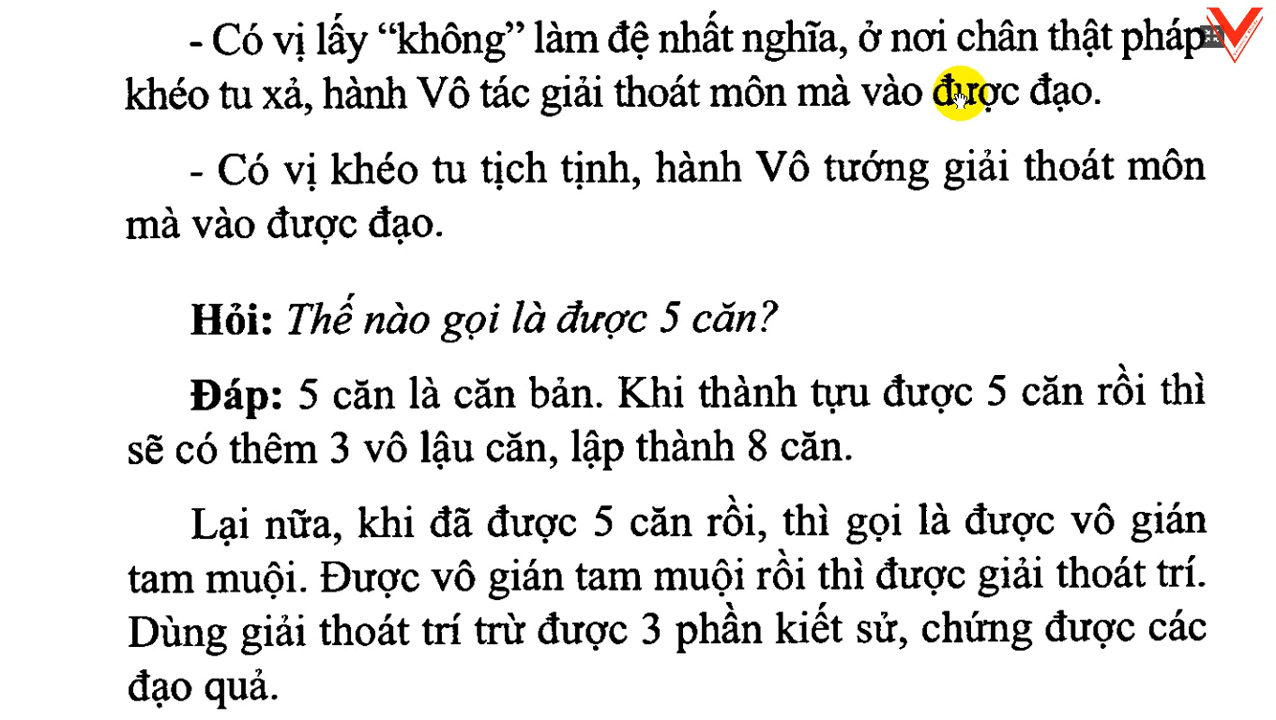 - Có vị lấy “không” làm đệ nhất nghĩa, ở nơi chân thật pháp
khéo tu xả, hành Vô tác giải thoát môn mà vào được đạo.
- Có vị khéo tu tịch tịnh, hành Vô tướng giải thoát môn
mà vào được đạo.
Hỏi: Thế nào gọi là được 5 căn?
Đáp: 5 căn là căn bản. Khi thành tựu được 5 căn rồi thì
sẽ có thêm 3 vô lậu căn, lập thành 8 căn.
Lại nữa, khi đã được 5 căn rồi, thì gọi là được vô gián
tam muội. Được vô gián tam muội rồi thì được giải thoát trí.
Dùng giải thoát trí trừ được 3 phần kiết sử, chứng được các
đạo quả.